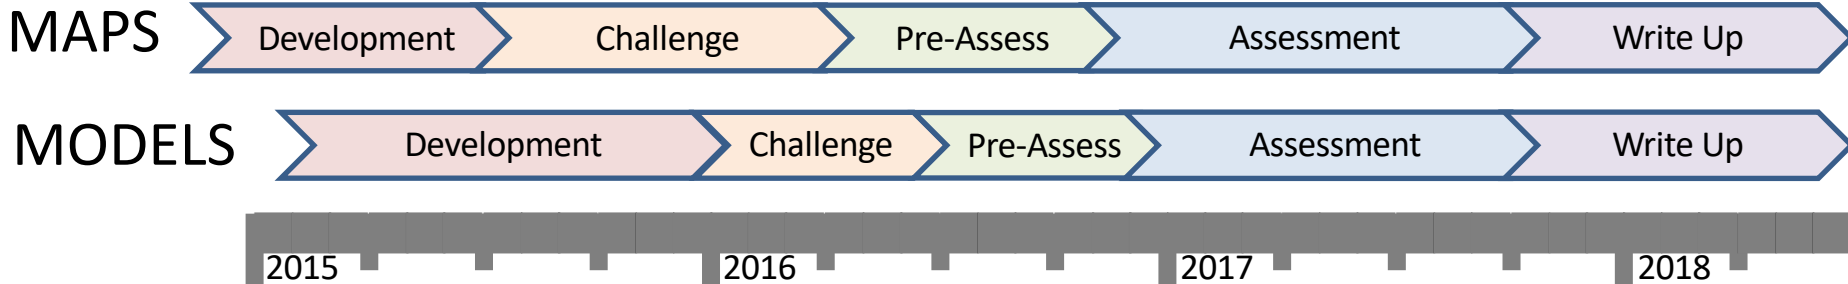 MAPS Development Challenge Pre-Assess Assessment Write Up
MODELS Development Challenge Pre-Assess Assessment Write Up
2015 2016 2017 2018